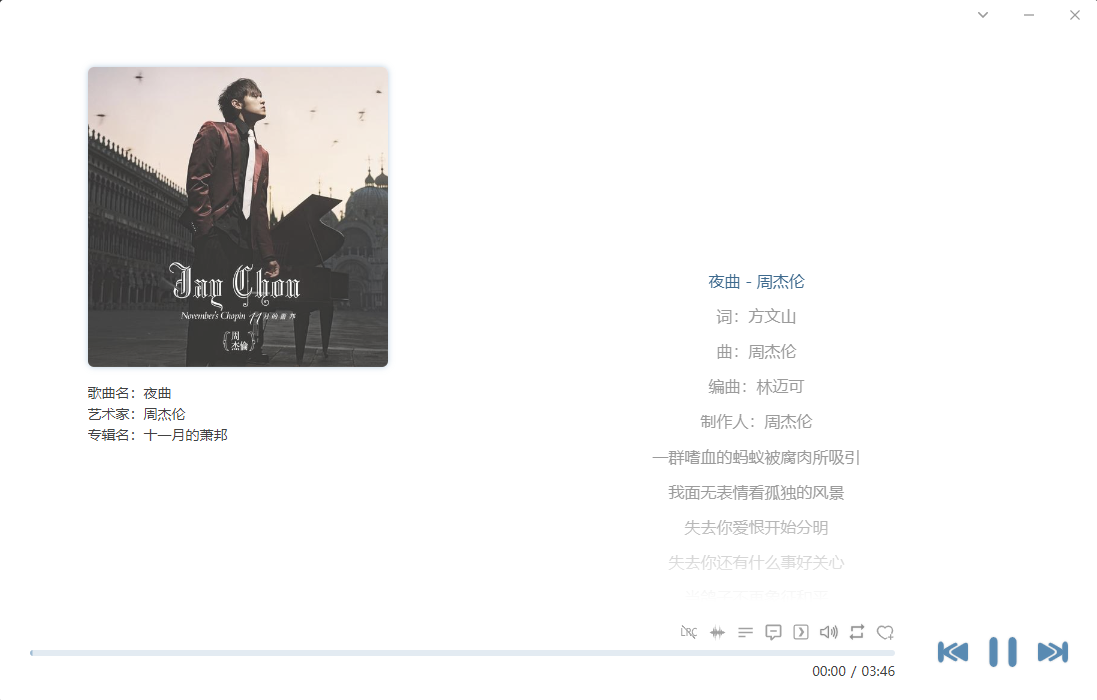 Jay Chou
November's Chopin 11月的蕭邦
周
杰倫
歌曲名：夜曲
艺术家：周杰伦
专辑名：十一月的萧邦
夜曲 - 周杰伦
词：方文山
曲：周杰伦
编曲：林迈可
制作人：周杰伦
一群嗜血的蚂蚁被腐肉所吸引
我面无表情看孤独的风景
失去你爱恨开始分明
失去你还有什么事好关心
LRC
00:00 / 03:46